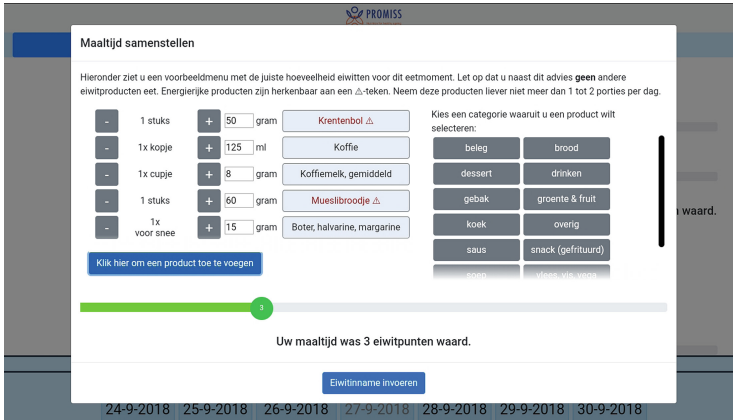 PROMISS
Maaltijd samenstellen
Hieronder ziet u een voorbeeldmenu met de juiste hoeveelheid eiwitten voor dit eetmoment. Let op dat u naast dit advies geen andere
eiwitproducten eet. Energierijke producten zijn herkenbaar aan een ⚠-teken. Neem deze producten liever niet meer dan 1 tot 2 porties per dag.
- 1 stuks + 50 gram Krentenbol ⚠
- 1x kopje + 125 ml Koffie
- 1x cupje + 8 gram Koffiemelk, gemiddeld
- 1 stuks + 60 gram Mueslibroodje ⚠
- 1x voor snee + 15 gram Boter, halvarine, margarine
Klik hier om een product toe te voegen
Kies een categorie waaruit u een product wilt
selecteren:
beleg brood
dessert drinken
gebak groente & fruit
koek overig
saus snack (gefrituurd)
soep vlees, vis, vega
waard.
3
Uw maaltijd was 3 eiwitpunten waard.
Eiwitinname invoeren
24-9-2018 25-9-2018 26-9-2018 27-9-2018 28-9-2018 29-9-2018 30-9-2018